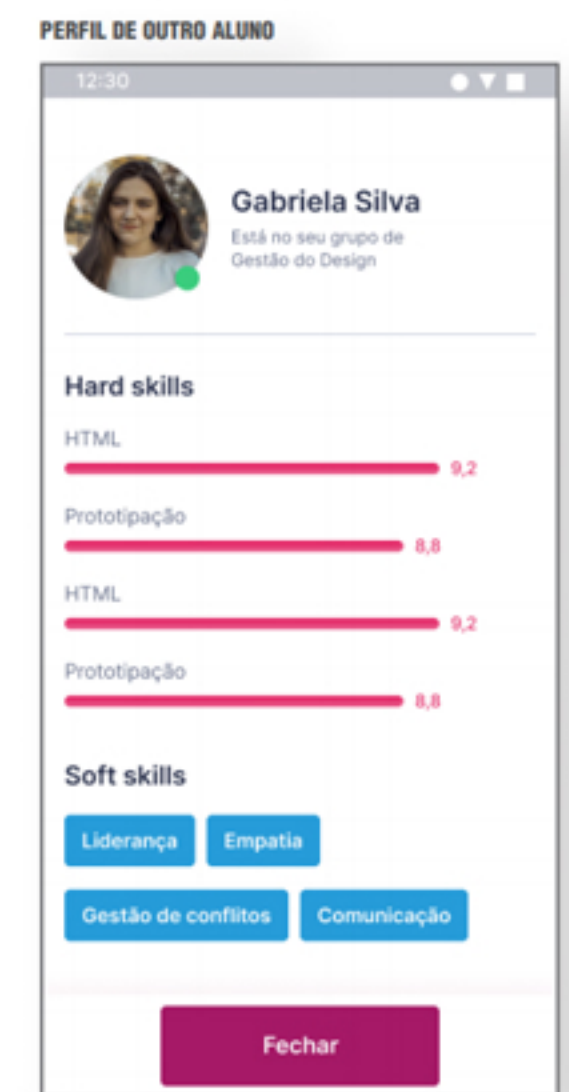 PERFIL DE OUTRO ALUNO
12:30
Gabriela Silva
Está no seu grupo de
Gestão do Design
Hard skills
HTML
9,2
Prototipação
8,8
HTML
9,2
Prototipação
8,8
Soft skills
Liderança Empatia
Gestão de conflitos Comunicação
Fechar